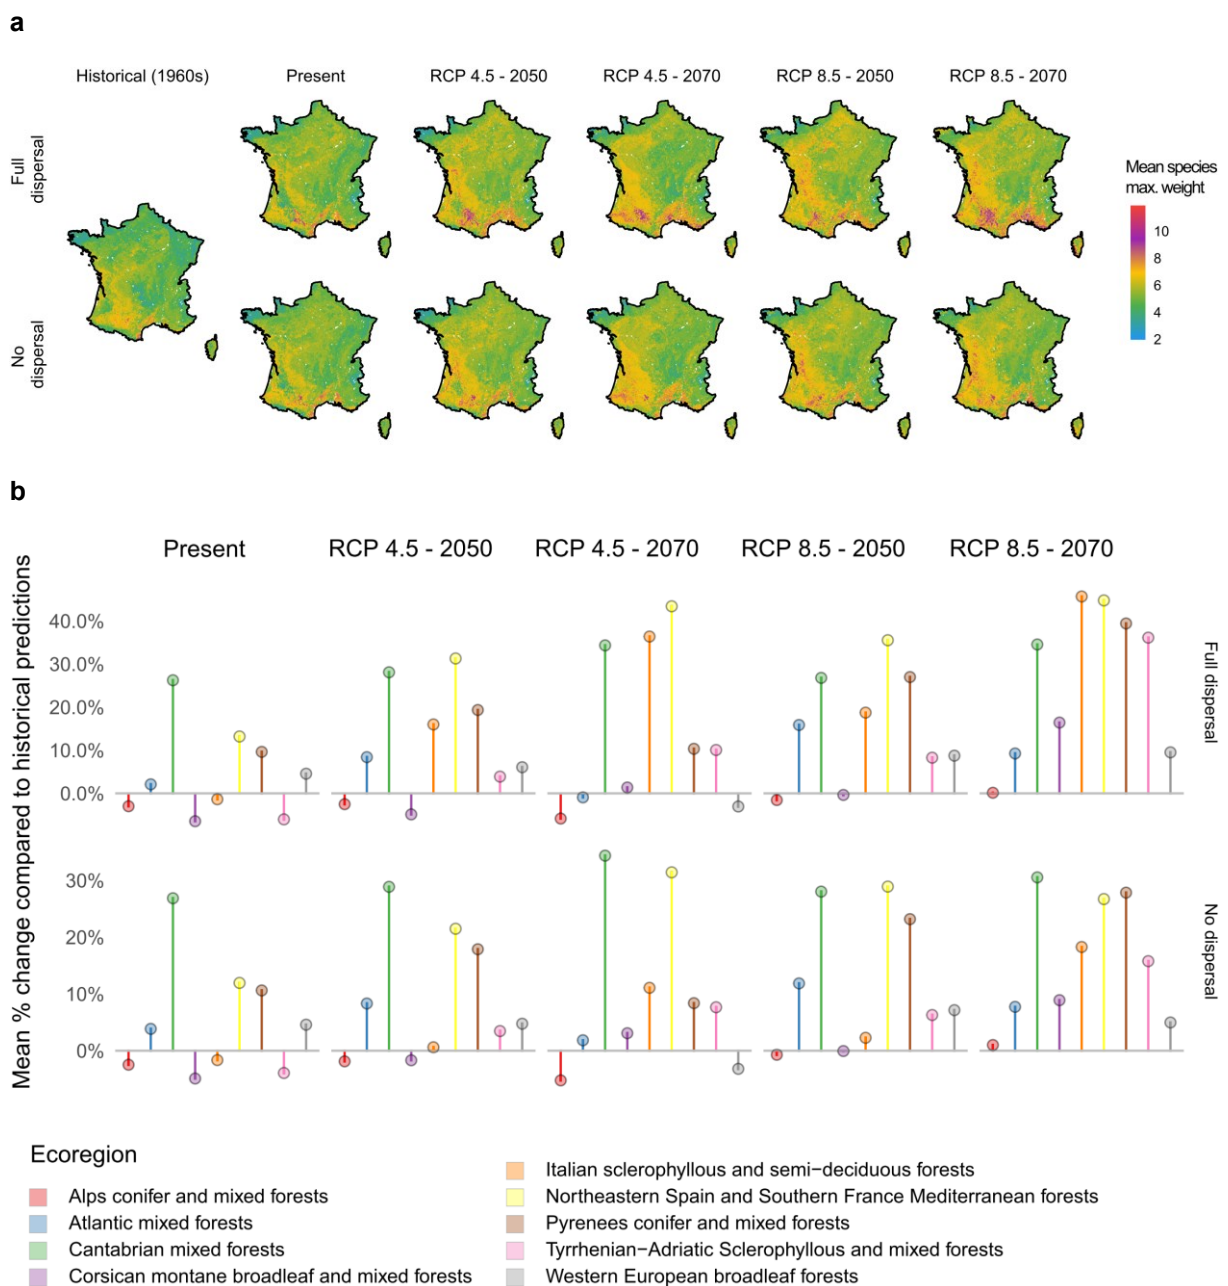 a
Historical (1960s) Present RCP 4.5 - 2050 RCP 4.5 - 2070 RCP 8.5 - 2050 RCP 8.5 - 2070
Full
dispersal
No
dispersal
Mean species
max. weight
10
8
6
4
2
b
Mean % change compared to historical predictions
Present RCP 4.5 - 2050 RCP 4.5 - 2070 RCP 8.5 - 2050 RCP 8.5 - 2070
40.0%
30.0%
20.0%
10.0%
0.0%
Full dispersal
30%
20%
10%
0%
No dispersal
Ecoregion
Alps conifer and mixed forests
Atlantic mixed forests
Cantabrian mixed forests
Corsican montane broadleaf and mixed forests
Italian sclerophyllous and semi−deciduous forests
Northeastern Spain and Southern France Mediterranean forests
Pyrenees conifer and mixed forests
Tyrrhenian−Adriatic Sclerophyllous and mixed forests
Western European broadleaf forests